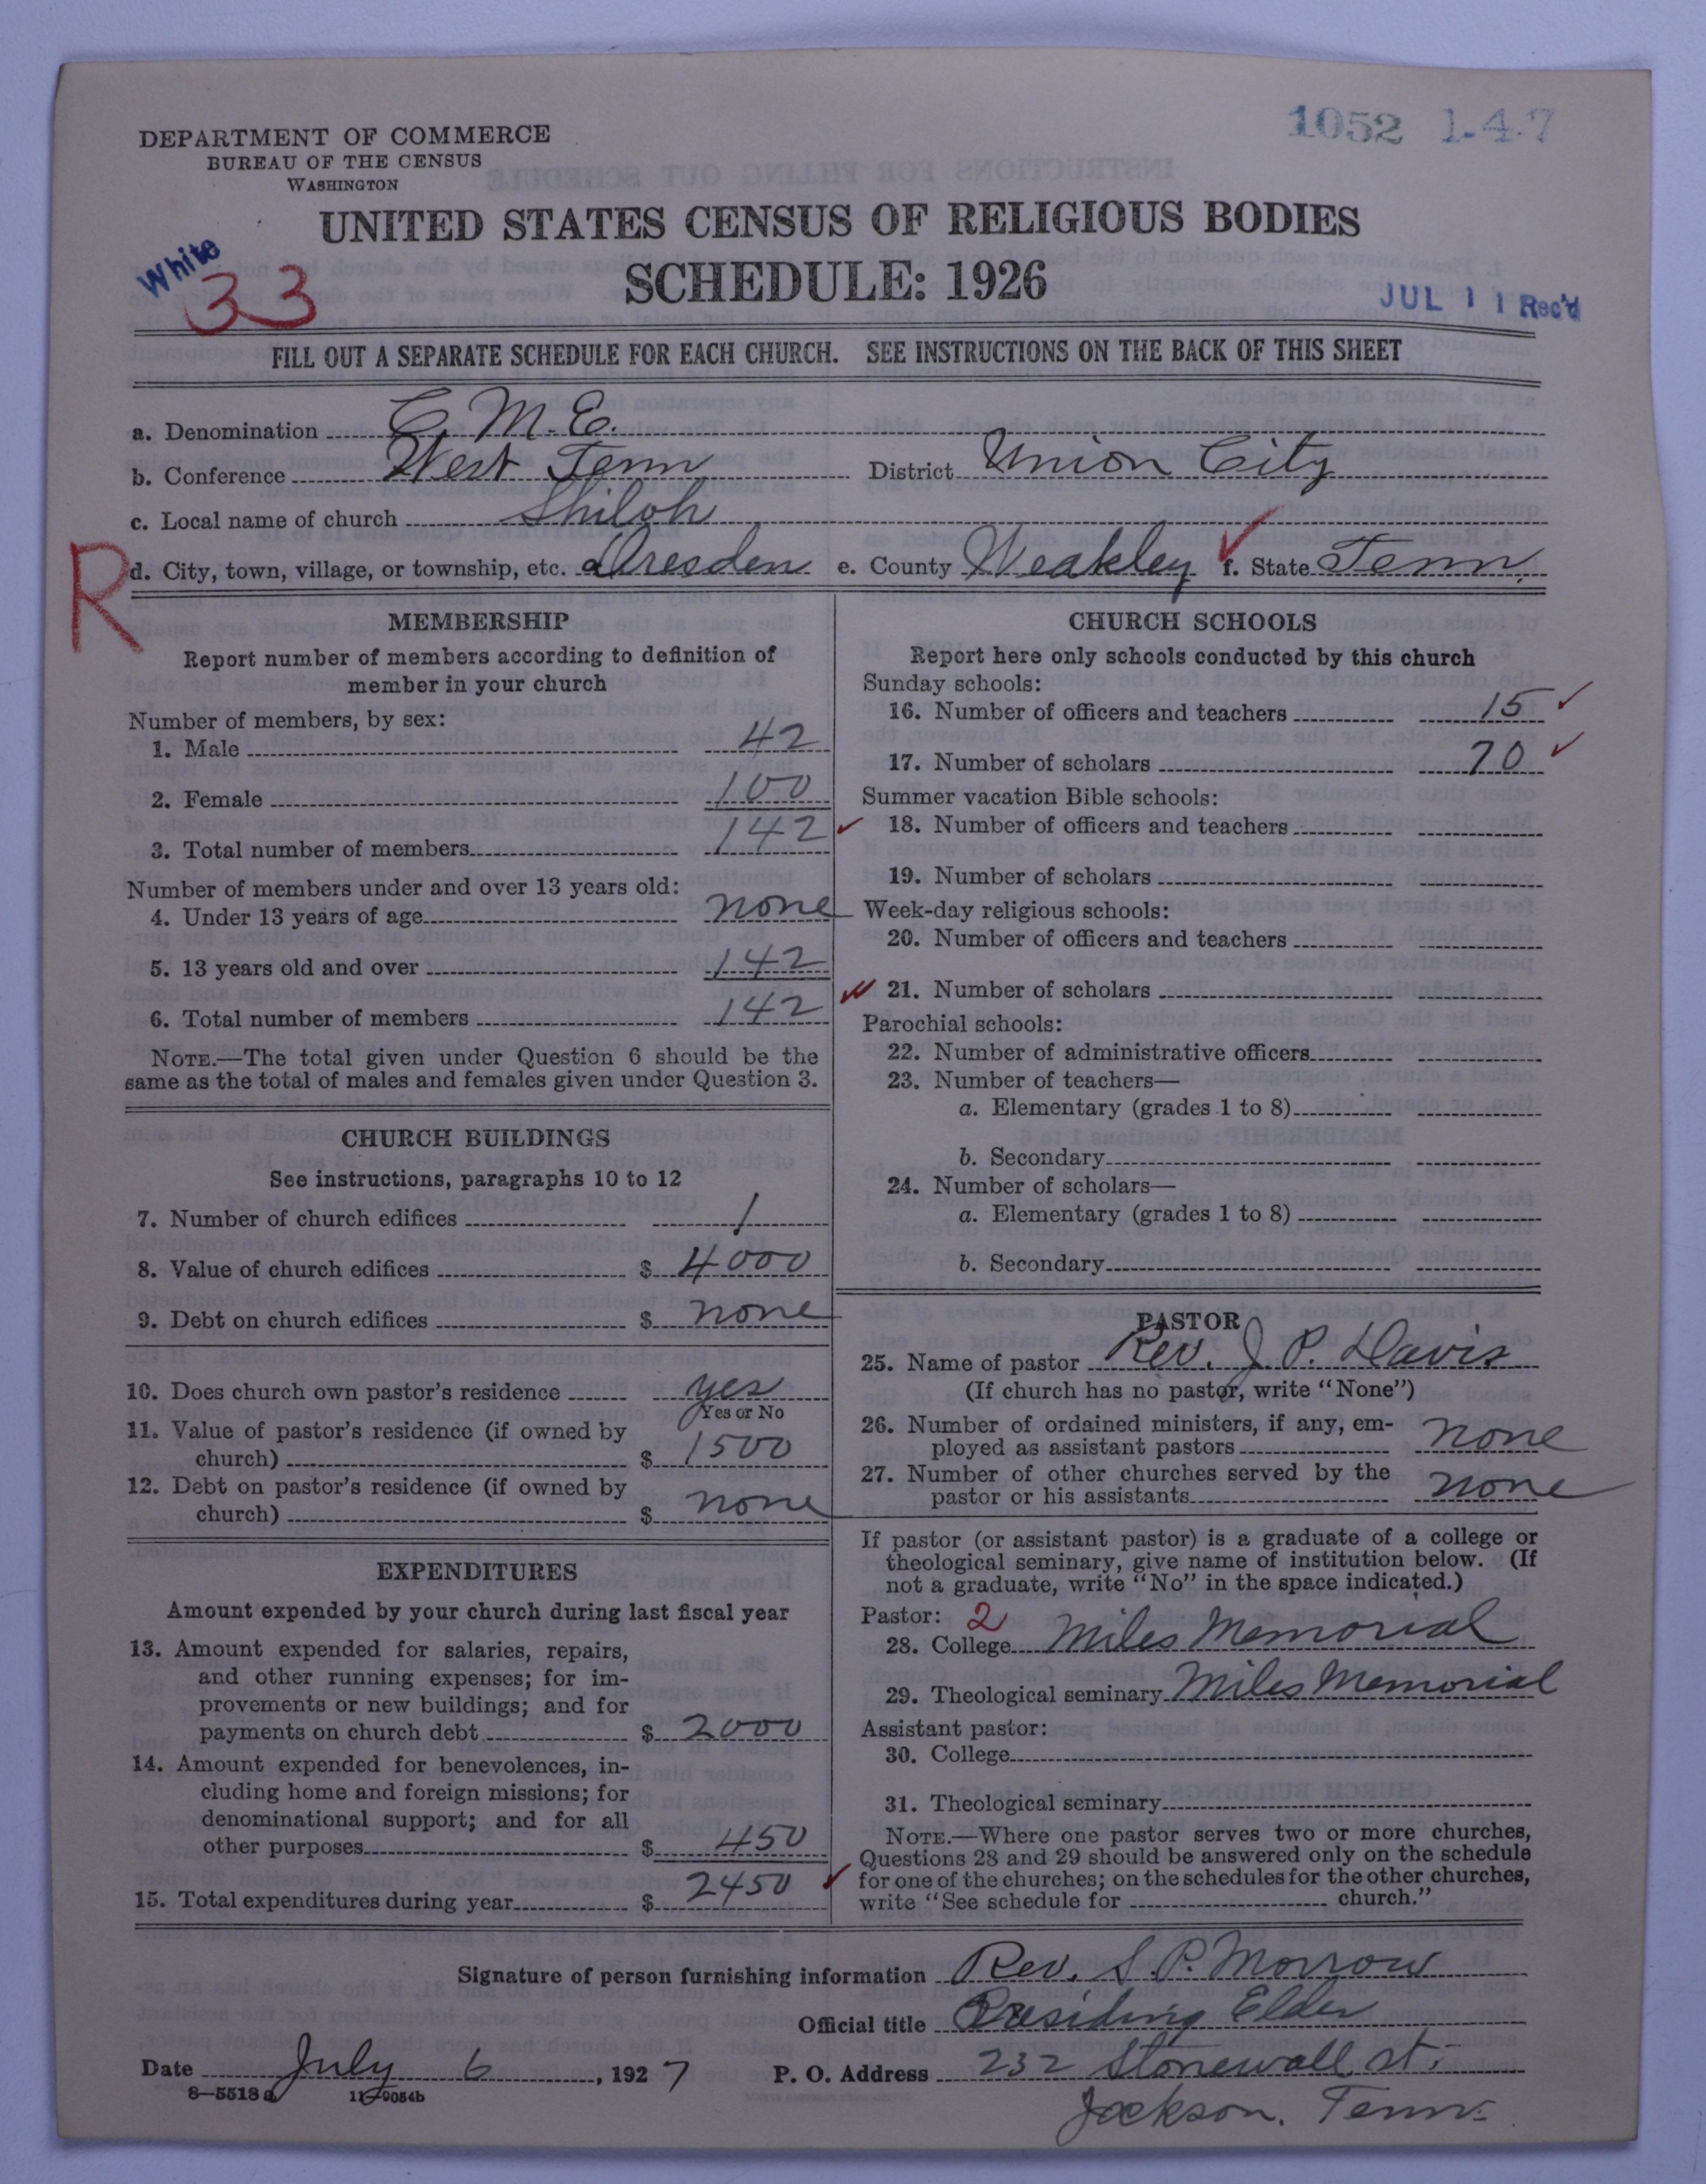 1052 1-4-7
DEPARTMENT OF COMMERCE
BUREAU OF THE CENSUS
WASHINGTON
UNITED STATES CENSUS OF RELIGIOUS BODIES
SCHEDULE: 1926
White
33
JUL 11 Rec'd
FILL OUT A SEPARATE SCHEDULE FOR EACH CHURCH. SEE INSTRUCTIONS ON THE BACK OF THIS SHEET
a. Denomination C. M. E.
b. Conference West Tenn District Union City
c. Local name of church Shiloh
R
d. City, town, village, or township, etc. Dresden e. County Weakley f. State Tenn.
MEMBERSHIP
Report number of members according to definition of
member in your church
Number of members, by sex:
1. Male 42
2. Female 100
3. Total number of members 142
Number of members under and over 13 years old:
4. Under 13 years of age none
5. 13 years old and over 142
6. Total number of members 142
NOTE.—The total given under Question 6 should be the
same as the total of males and females given under Question 3.
CHURCH BUILDINGS
See instructions, paragraphs 10 to 12
7. Number of church edifices 1
8. Value of church edifices $ 4000
9. Debt on church edifices $ none
10. Does church own pastor's residence yes
Yes or No
11. Value of pastor's residence (if owned by
church) $ 1500
12. Debt on pastor's residence (if owned by
church) $ none
EXPENDITURES
Amount expended by your church during last fiscal year
13. Amount expended for salaries, repairs,
and other running expenses; for im-
provements or new buildings; and for
payments on church debt $ 2000
14. Amount expended for benevolences, in-
cluding home and foreign missions; for
denominational support; and for all
other purposes $ 450
15. Total expenditures during year $ 2450
CHURCH SCHOOLS
Report here only schools conducted by this church
Sunday schools:
16. Number of officers and teachers 15
17. Number of scholars 70
Summer vacation Bible schools:
18. Number of officers and teachers
19. Number of scholars
Week-day religious schools:
20. Number of officers and teachers
21. Number of scholars
Parochial schools:
22. Number of administrative officers
23. Number of teachers—
a. Elementary (grades 1 to 8)
b. Secondary
24. Number of scholars—
a. Elementary (grades 1 to 8)
b. Secondary
PASTOR
25. Name of pastor Rev. J. P. Davis
(If church has no pastor, write "None")
26. Number of ordained ministers, if any, em-
ployed as assistant pastors none
27. Number of other churches served by the
pastor or his assistants none
If pastor (or assistant pastor) is a graduate of a college or
theological seminary, give name of institution below. (If
not a graduate, write "No" in the space indicated.)
Pastor: 2
28. College Miles Memorial
29. Theological seminary Miles Memorial
Assistant pastor:
30. College
31. Theological seminary
NOTE.—Where one pastor serves two or more churches,
Questions 28 and 29 should be answered only on the schedule
for one of the churches; on the schedules for the other churches,
write "See schedule for church."
Signature of person furnishing information Rev. S. P. Morrow
Official title Presiding Elder
Date July 6, 1927 P. O. Address 232 Stonewall st.
8—5518a 11—9054b
Jackson, Tenn.